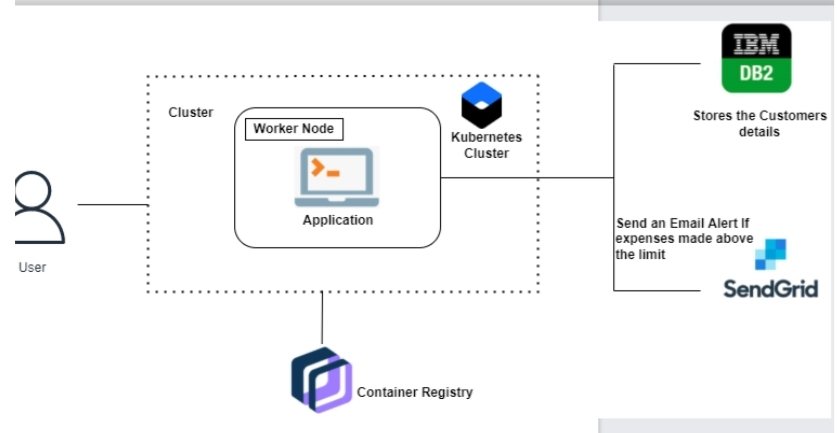 IBM
DB2
Stores the Customers
details
Cluster
Worker Node
Kubernetes
Cluster
Application
User
Send an Email Alert If
expenses made above
the limit
SendGrid
Container Registry